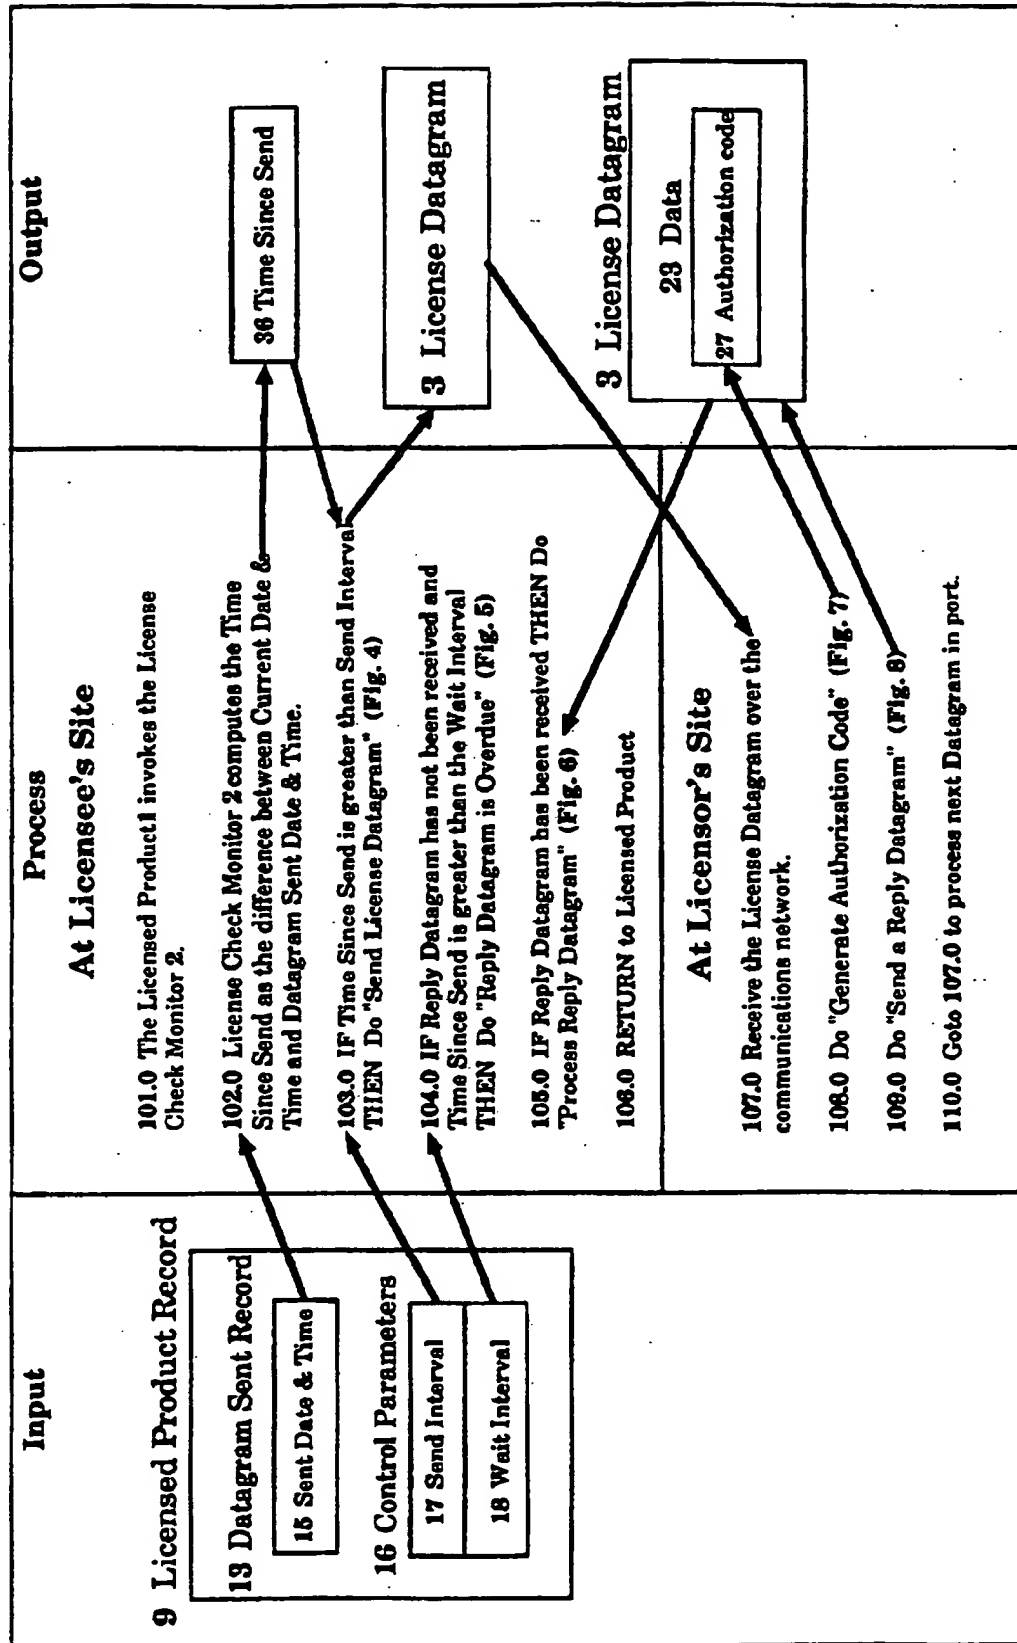 Input
9 Licensed Product Record
13 Datagram Sent Record
15 Sent Date & Time
16 Control Parameters
17 Send Interval
18 Wait Interval
Process
At Licensee's Site
101.0 The Licensed Product1 invokes the License
Check Monitor 2.
102.0 License Check Monitor 2 computes the Time
Since Send as the difference between Current Date &
Time and Datagram Sent Date & Time.
103.0 IF Time Since Send is greater than Send Interval
THEN Do "Send License Datagram" (Fig. 4)
104.0 IF Reply Datagram has not been received and
Time Since Send is greater than the Wait Interval
THEN Do "Reply Datagram is Overdue" (Fig. 5)
105.0 IF Reply Datagram has been received THEN Do
"Process Reply Datagram" (Fig. 6)
106.0 RETURN to Licensed Product
At Licensor's Site
107.0 Receive the License Datagram over the
communications network.
108.0 Do "Generate Authorization Code" (Fig. 7)
109.0 Do "Send a Reply Datagram" (Fig. 8)
110.0 Goto 107.0 to process next Datagram in port.
Output
36 Time Since Send
3 License Datagram
3 License Datagram
23 Data
27 Authorization code